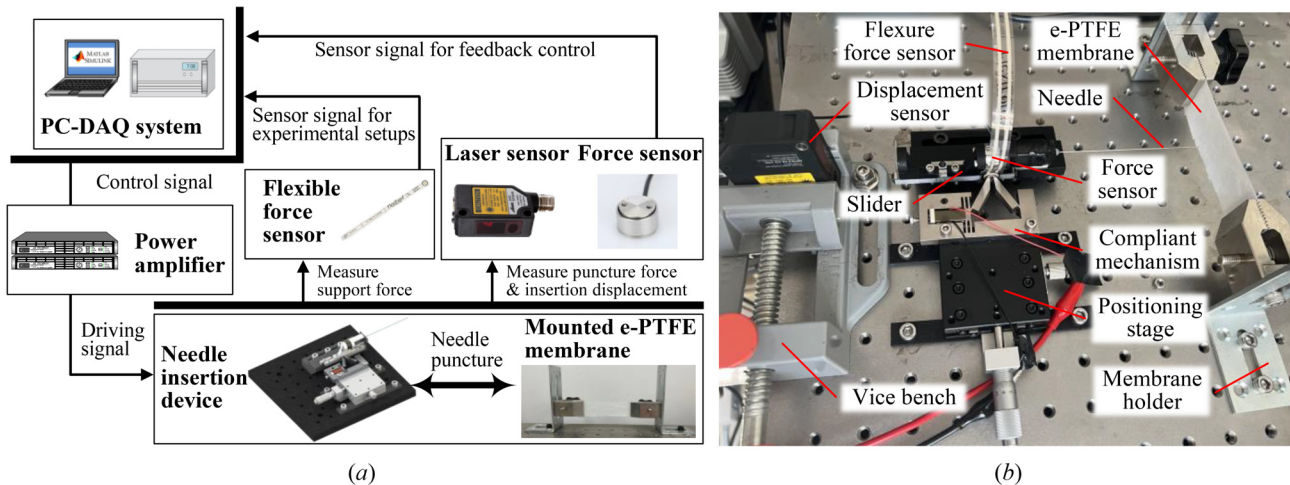 Sensor signal for feedback control
MATLAB
SIMULINK
PC-DAQ system
Sensor signal for
experimental setups
Laser sensor
Force sensor
Control signal
Flexible
force
sensor
Power
amplifier
Measure
support force
Measure puncture force
& insertion displacement
Driving
signal
Needle
insertion
device
Needle
puncture
Mounted e-PTFE
membrane
(a)
Flexure
force sensor
e-PTFE
membrane
Displacement
sensor
Needle
Force
sensor
Slider
Compliant
mechanism
Positioning
stage
Vice bench
Membrane
holder
(b)